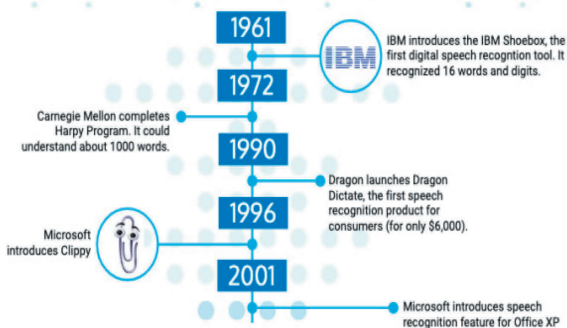 1961
IBM
IBM introduces the IBM Shoebox, the
first digital speech recogntion tool. It
recognized 16 words and digits.
1972
Carnegie Mellon completes
Harpy Program. It could
understand about 1000 words.
1990
Dragon launches Dragon
Dictate, the first speech
recognition product for
consumers (for only $6,000).
1996
Microsoft
introduces Clippy
2001
Microsoft introduces speech
recognition feature for Office XP